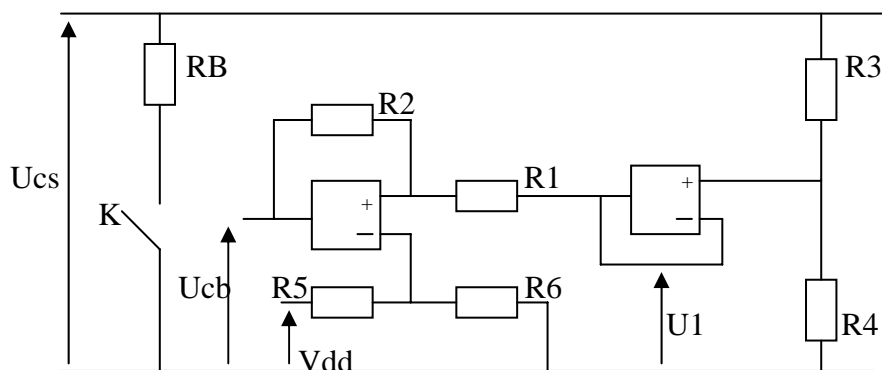 RB
R3
R2
Ucs
+
−
R1
+
−
K
Ucb
R5
R6
U1
R4
Vdd